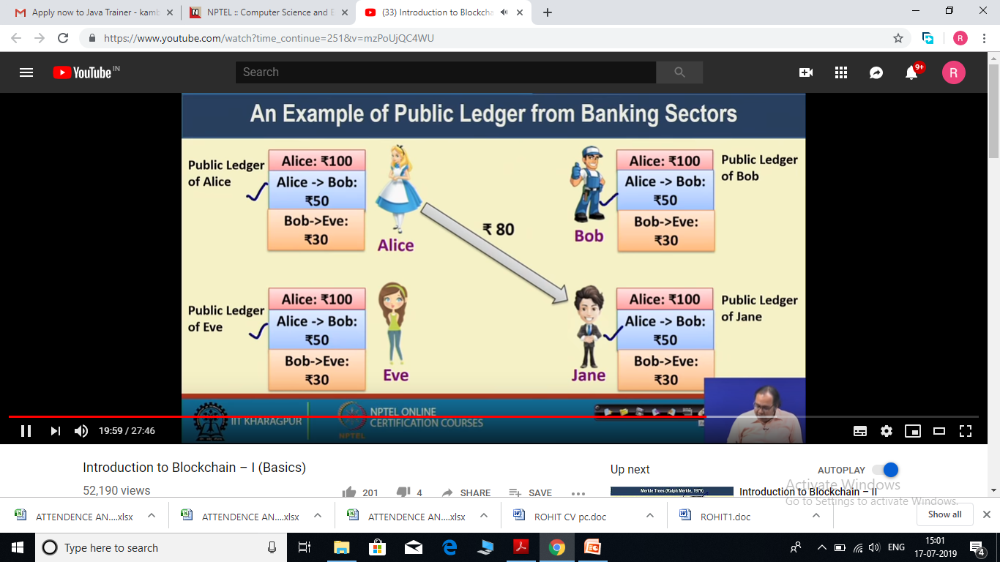 Apply now to Java Trainer - kamb
NPTEL :: Computer Science and E
(33) Introduction to Blockcha
https://www.youtube.com/watch?time_continue=251&v=mzPoUjQC4WU
R
YouTube IN
Search
9+
R
An Example of Public Ledger from Banking Sectors
Public Ledger
of Alice
Alice: ₹100
Alice -> Bob:
₹50
Bob->Eve:
₹30
Alice
₹ 80
Bob
Alice: ₹100
Alice -> Bob:
₹50
Bob->Eve:
₹30
Public Ledger
of Bob
Public Ledger
of Eve
Alice: ₹100
Alice -> Bob:
₹50
Bob->Eve:
₹30
Eve
Jane
Alice: ₹100
Alice -> Bob:
₹50
Bob->Eve:
₹30
Public Ledger
of Jane
IIT KHARAGPUR
NPTEL
NPTEL ONLINE
CERTIFICATION COURSES
19:59 / 27:46
Introduction to Blockchain – I (Basics)
52,190 views
201
4
SHARE
SAVE
Up next
AUTOPLAY
Merkle Trees (Ralph Merkle, 1979)
Introduction to Blockchain – II
Activate Windows
Go to Settings to activate Windows.
ATTENDENCE AN....xlsx
ATTENDENCE AN....xlsx
ATTENDENCE AN....xlsx
ROHIT CV pc.doc
ROHIT1.doc
Show all
Type here to search
ENG
15:01
17-07-2019
4